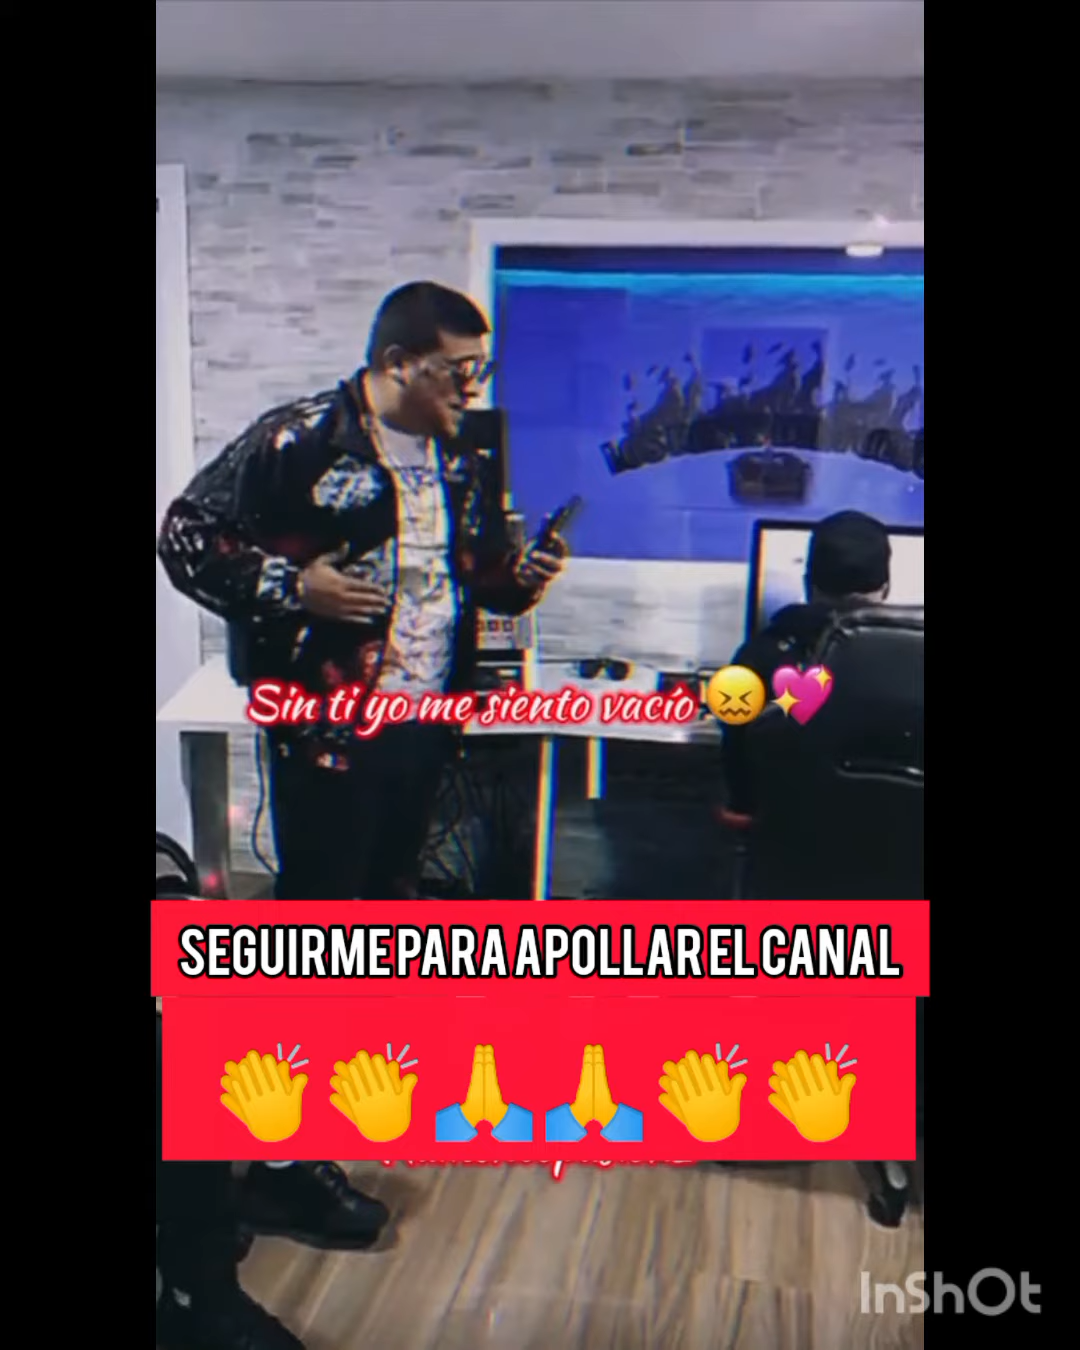 Sin ti yo me siento vacío 😖💖
SEGUIRME PARA APOLLAR EL CANAL
👏👏🙏🙏👏👏
InShOt